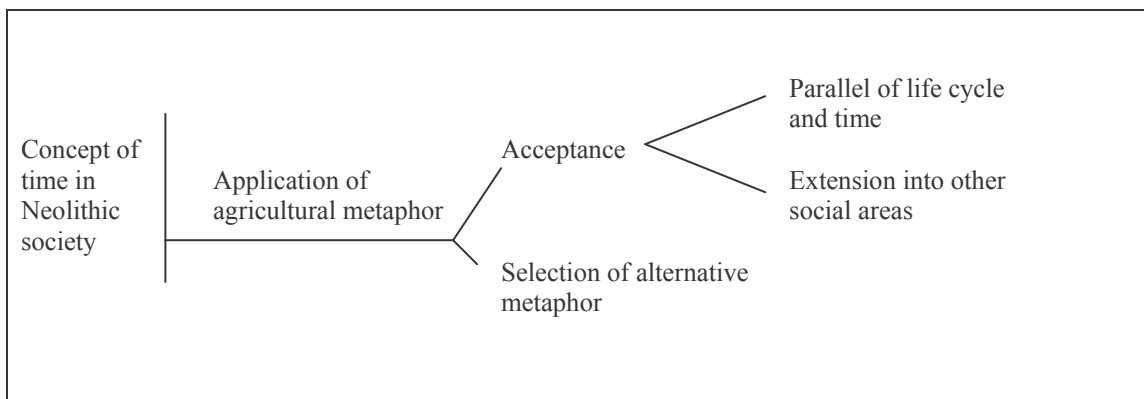 Concept of
time in
Neolithic
society
Application of
agricultural metaphor
Acceptance
Selection of alternative
metaphor
Parallel of life cycle
and time
Extension into other
social areas